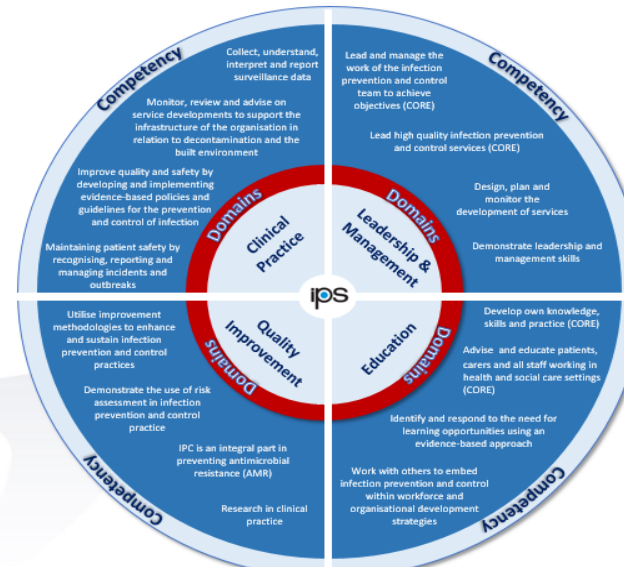 Competency
Collect, understand,
interpret and report
surveillance data
Monitor, review and advise on
service developments to support the
infrastructure of the organisation in
relation to decontamination and the
built environment
Improve quality and safety by
developing and implementing
evidence-based policies and
guidelines for the prevention
and control of infection
Maintaining patient safety by
recognising, reporting and
managing incidents and
outbreaks
Domains
Clinical
Practice
Competency
Lead and manage the
work of the infection
prevention and control
team to achieve
objectives (CORE)
Lead high quality infection prevention
and control services (CORE)
Design, plan and
monitor the
development of services
Demonstrate leadership and
management skills
Domains
Leadership &
Management
ips
Utilise improvement
methodologies to enhance
and sustain infection
prevention and control
practices
Demonstrate the use of risk
assessment in infection
prevention and control
practice
IPC is an integral part in
preventing antimicrobial
resistance (AMR)
Research in clinical
practice
Quality
Improvement
Domains
Competency
Develop own knowledge,
skills and practice (CORE)
Advise and educate patients,
carers and all staff working in
health and social care settings
(CORE)
Identify and respond to the need for
learning opportunities using an
evidence-based approach
Work with others to embed
infection prevention and control
within workforce and
organisational development
strategies
Education
Domains
Competency